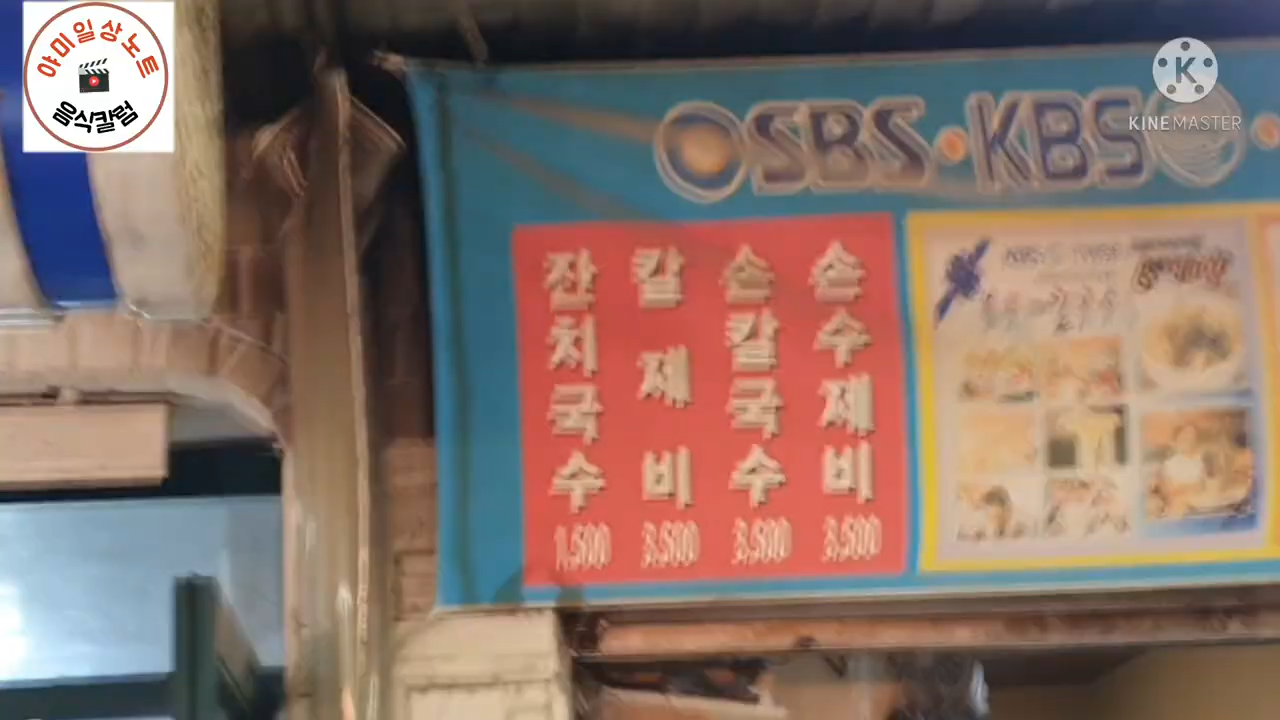 야미일상노트
음식칼럼
KINEMASTER
SBS·KBS
잔치국수 1,500
칼제비 3,500
손칼국수 3,500
손수제비 3,500